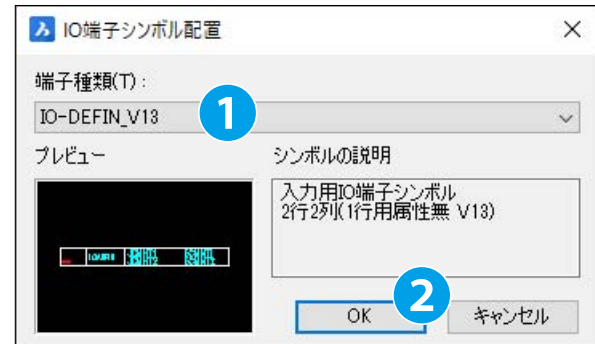 IO端子シンボル配置
端子種類(T) :
IO-DEFIN_V13
1
プレビュー
シンボルの説明
入力用IO端子シンボル
2行2列(1行用属性無 V13)
2
OK
キャンセル